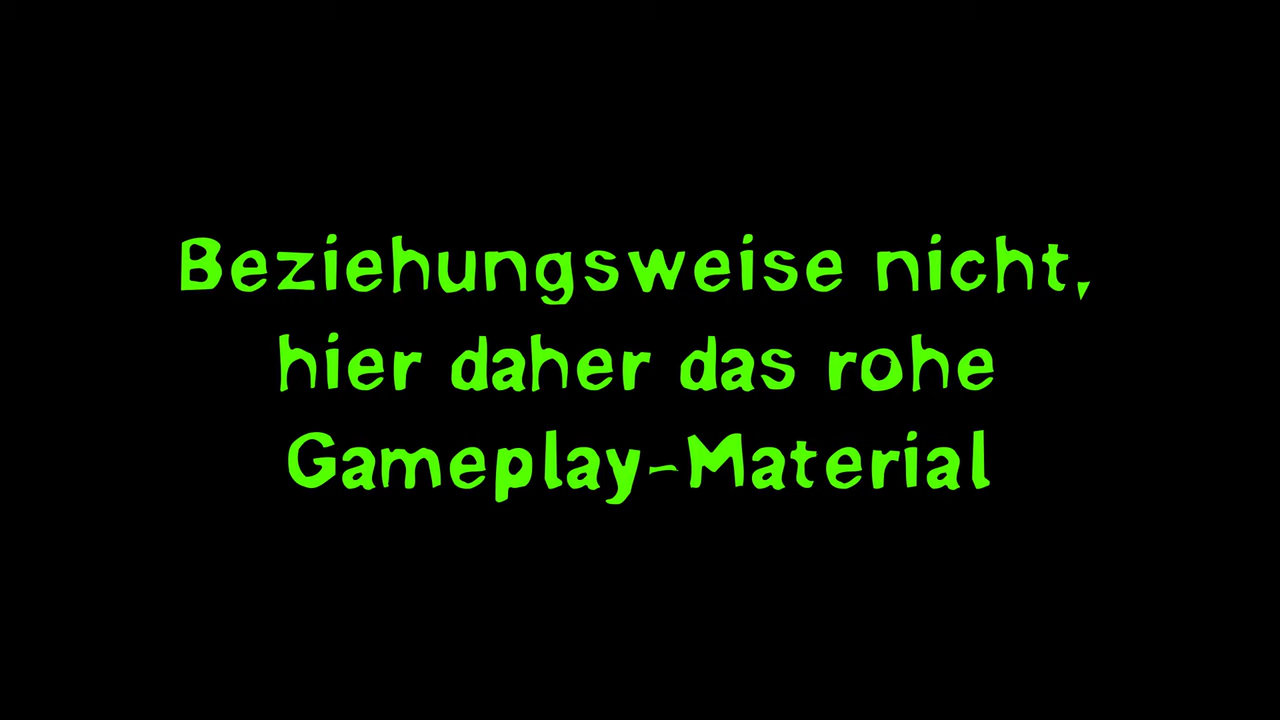 Beziehungsweise nicht,
hier daher das rohe
Gameplay-Material